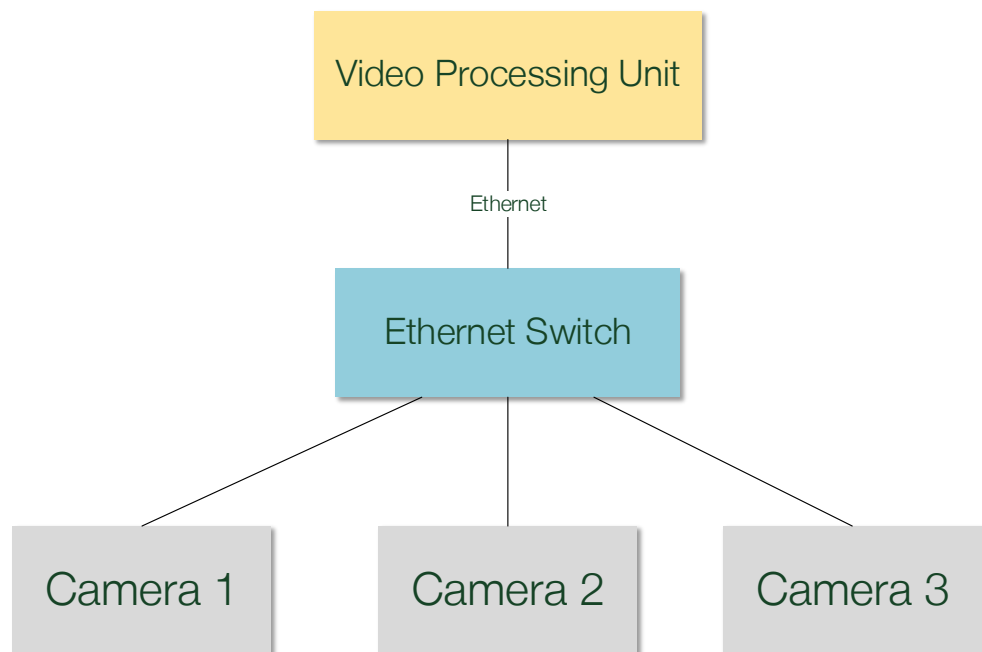 Video Processing Unit
Ethernet
Ethernet Switch
Camera 1
Camera 2
Camera 3